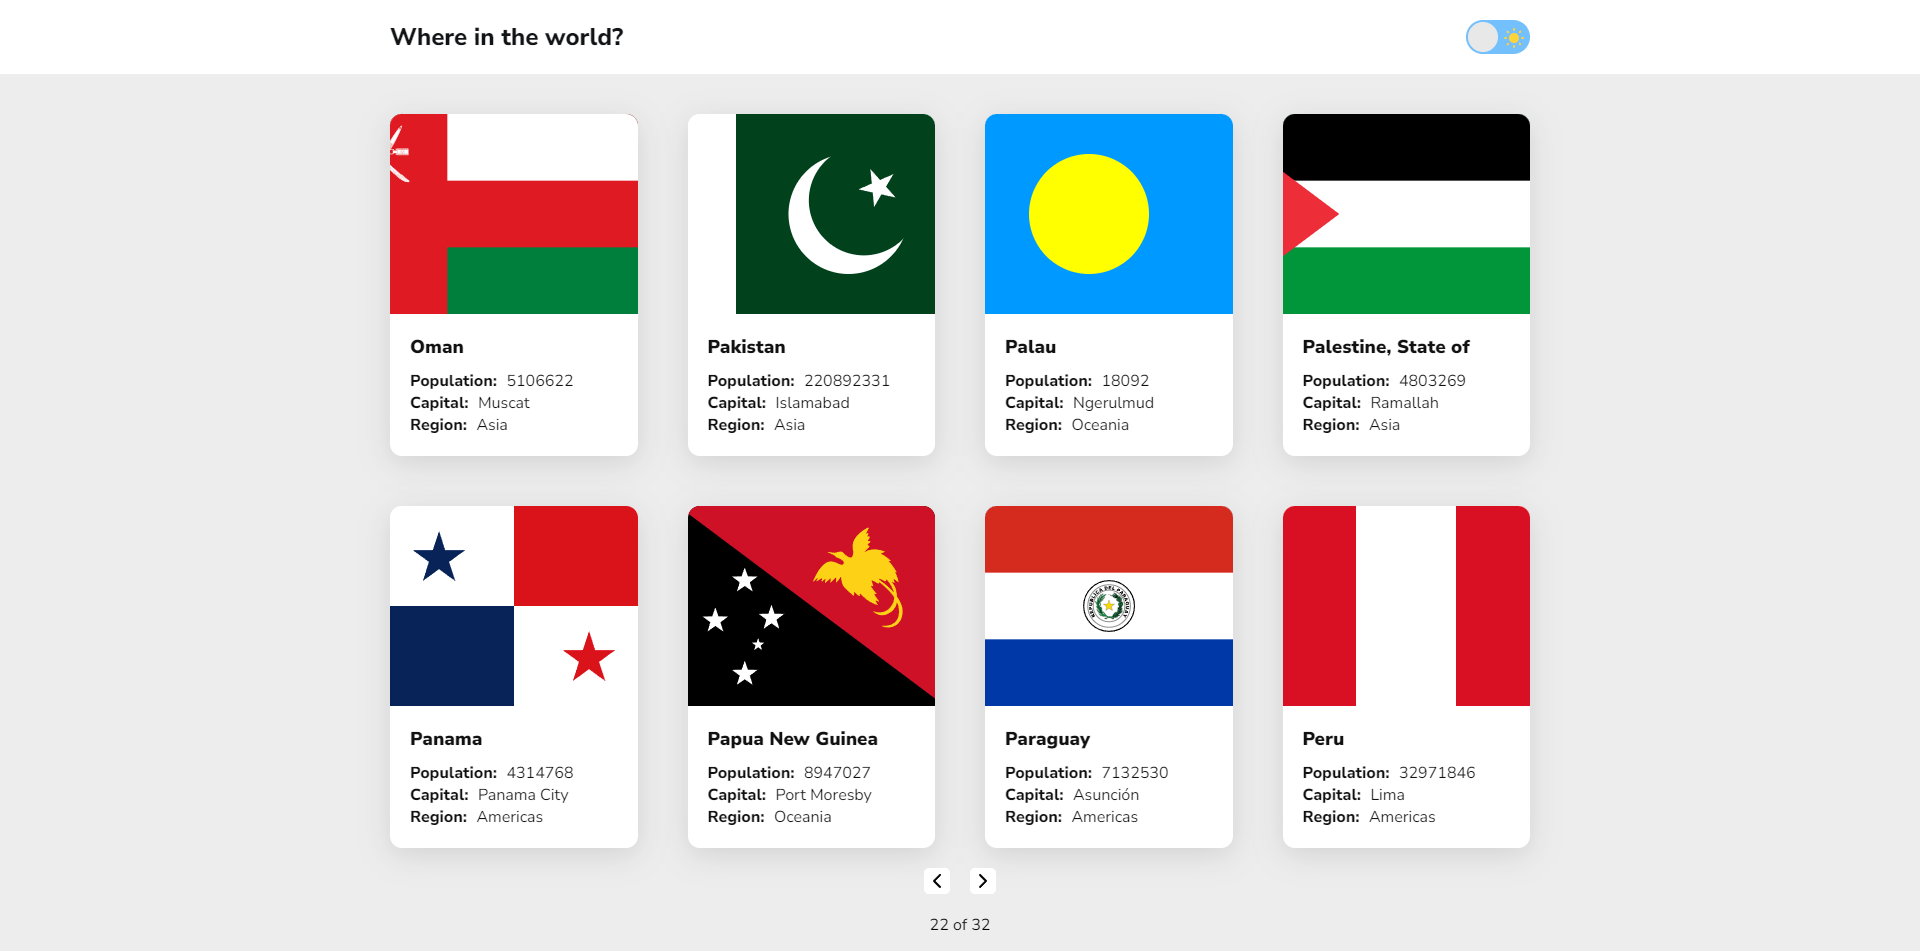 Where in the world?
Oman
Population: 5106622
Capital: Muscat
Region: Asia
Pakistan
Population: 220892331
Capital: Islamabad
Region: Asia
Palau
Population: 18092
Capital: Ngerulmud
Region: Oceania
Palestine, State of
Population: 4803269
Capital: Ramallah
Region: Asia
Panama
Population: 4314768
Capital: Panama City
Region: Americas
Papua New Guinea
Population: 8947027
Capital: Port Moresby
Region: Oceania
REPUBLICA DEL PARAGUAY
Paraguay
Population: 7132530
Capital: Asunción
Region: Americas
Peru
Population: 32971846
Capital: Lima
Region: Americas
22 of 32